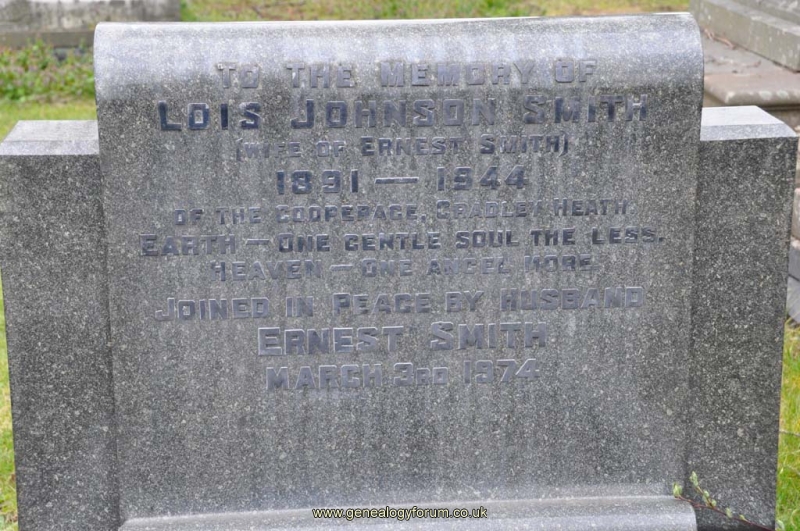 TO THE MEMORY OF
LOIS JOHNSON SMITH
(WIFE OF ERNEST SMITH)
1891 — 1944
OF THE COOPERAGE, CRADLEY HEATH.
EARTH — ONE GENTLE SOUL THE LESS.
HEAVEN — ONE ANGEL MORE
JOINED IN PEACE BY HUSBAND
ERNEST SMITH
MARCH 3RD 1974
www.genealogyforum.co.uk